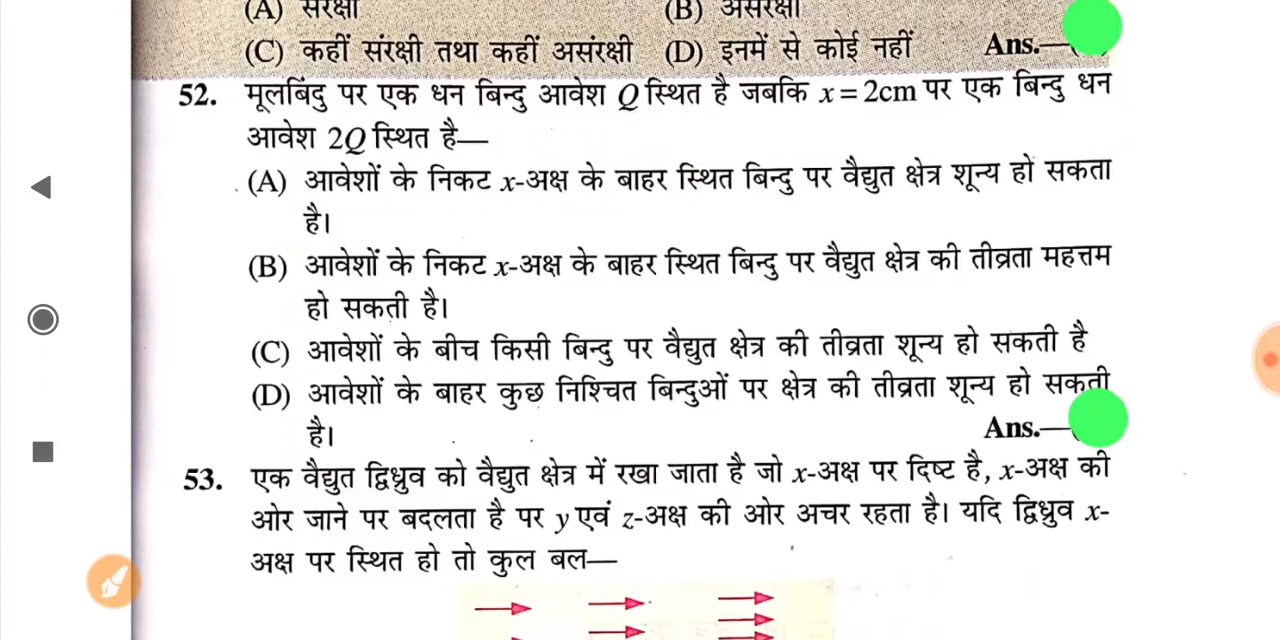 (A) संरक्षी (B) असंरक्षी
(C) कहीं संरक्षी तथा कहीं असंरक्षी (D) इनमें से कोई नहीं Ans.—(
52. मूलबिंदु पर एक धन बिन्दु आवेश Q स्थित है जबकि x = 2cm पर एक बिन्दु धन
आवेश 2Q स्थित है—
(A) आवेशों के निकट x-अक्ष के बाहर स्थित बिन्दु पर वैद्युत क्षेत्र शून्य हो सकता
है।
(B) आवेशों के निकट x-अक्ष के बाहर स्थित बिन्दु पर वैद्युत क्षेत्र की तीव्रता महत्तम
हो सकती है।
(C) आवेशों के बीच किसी बिन्दु पर वैद्युत क्षेत्र की तीव्रता शून्य हो सकती है
(D) आवेशों के बाहर कुछ निश्चित बिन्दुओं पर क्षेत्र की तीव्रता शून्य हो सकती
है। Ans.—(
53. एक वैद्युत द्विध्रुव को वैद्युत क्षेत्र में रखा जाता है जो x-अक्ष पर दिष्ट है, x-अक्ष की
ओर जाने पर बदलता है पर y एवं z-अक्ष की ओर अचर रहता है। यदि द्विध्रुव x-
अक्ष पर स्थित हो तो कुल बल—